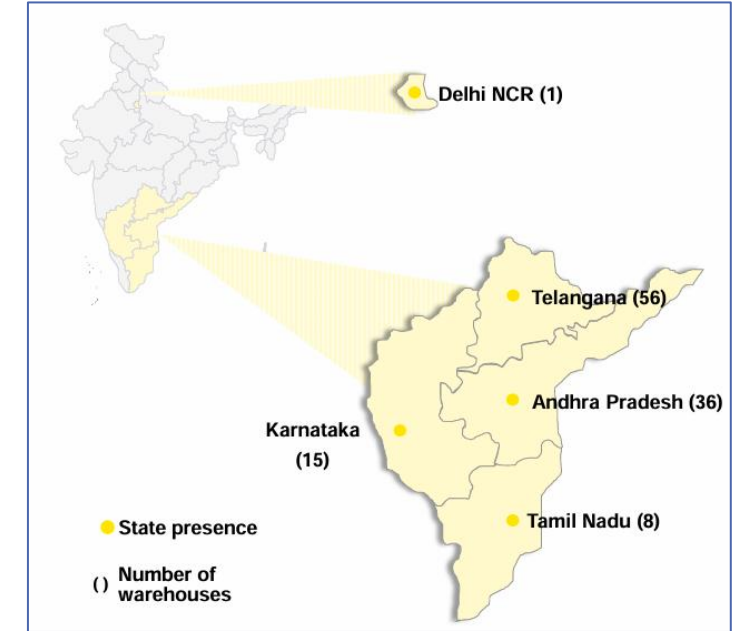 Delhi NCR (1)
Telangana (56)
Andhra Pradesh (36)
Karnataka
(15)
Tamil Nadu (8)
State presence
( ) Number of
warehouses